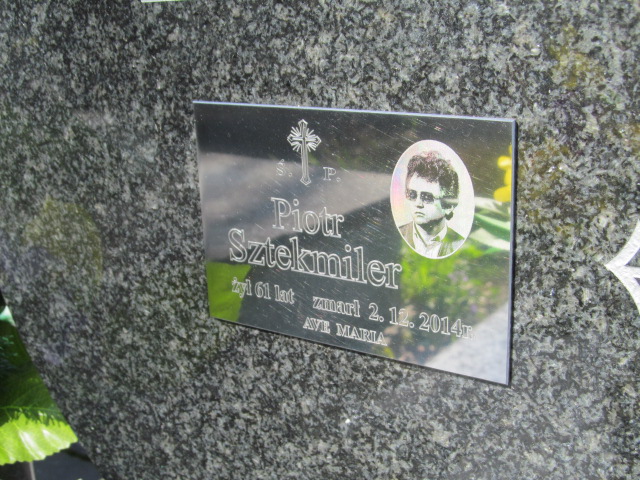 Ś. P.
Piotr
Sztekmiler
żył 61 lat zmarł 2. 12. 2014r.
AVE MARIA